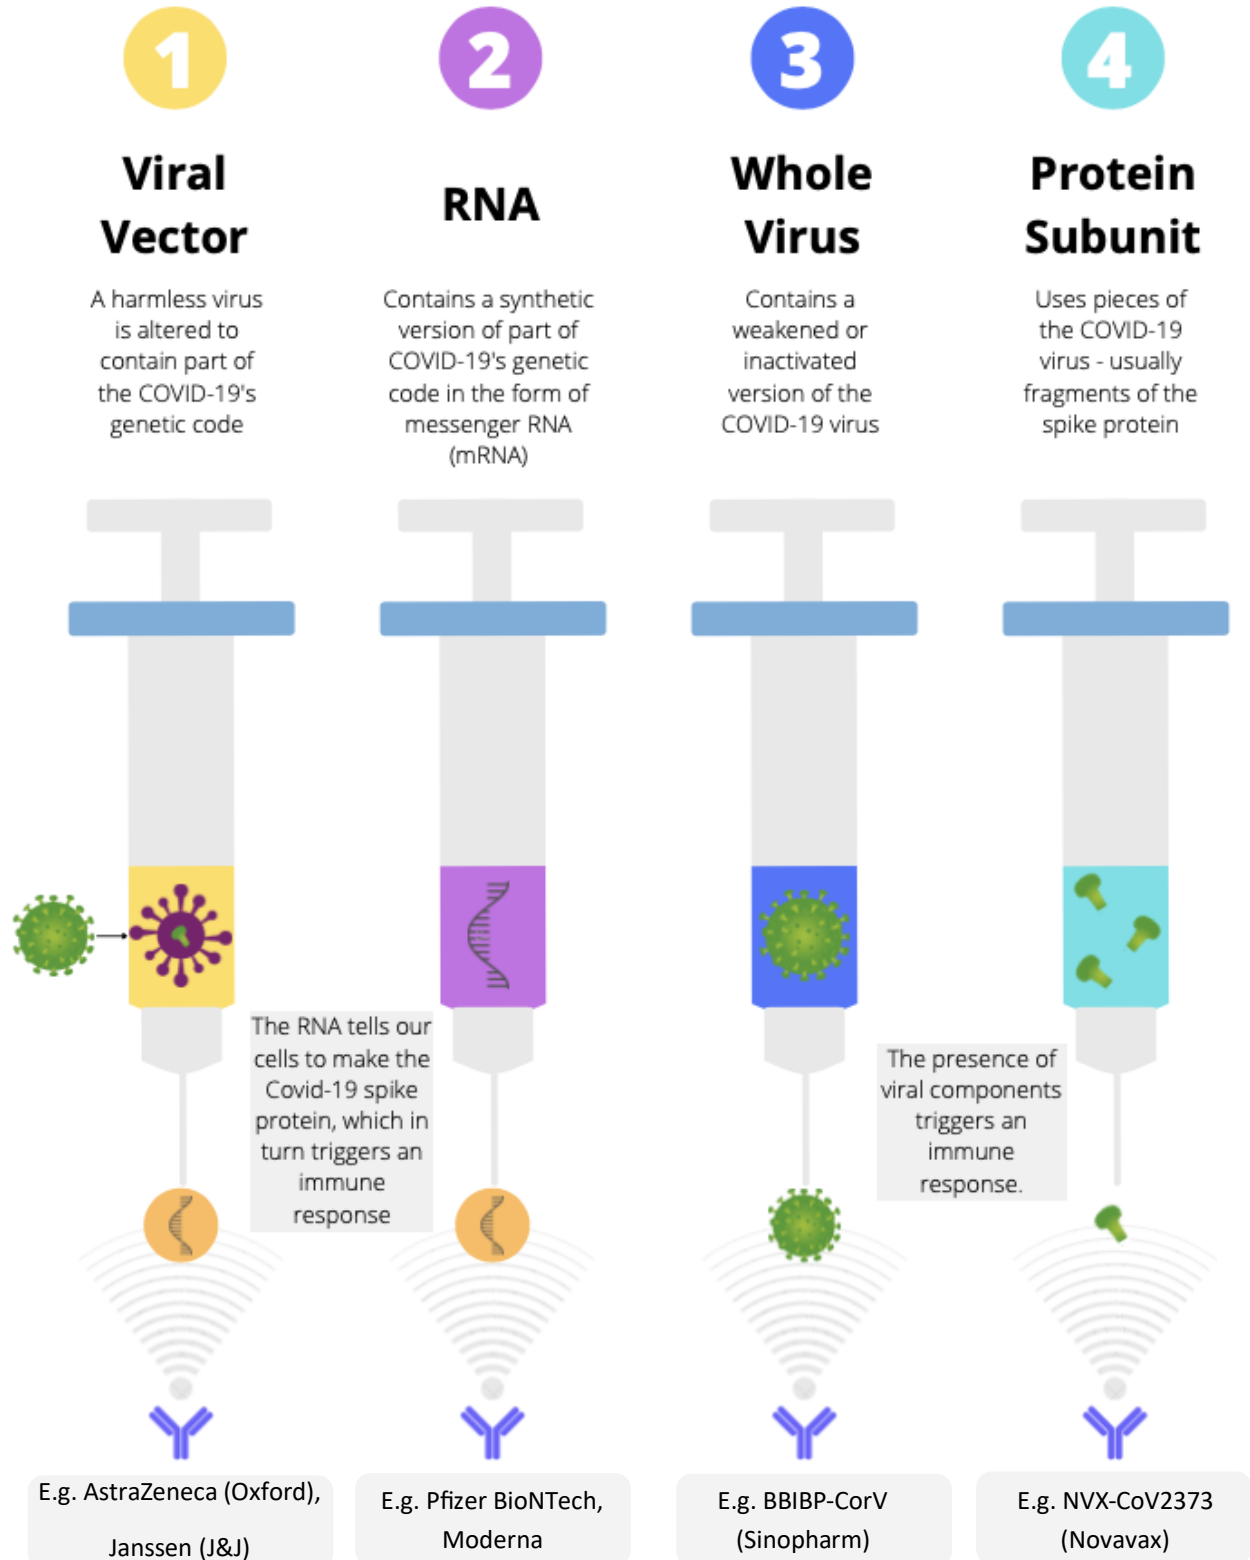 1
Viral
Vector
A harmless virus
is altered to
contain part of
the COVID-19's
genetic code
2
RNA
Contains a synthetic
version of part of
COVID-19's genetic
code in the form of
messenger RNA
(mRNA)
3
Whole
Virus
Contains a
weakened or
inactivated
version of the
COVID-19 virus
4
Protein
Subunit
Uses pieces of
the COVID-19
virus - usually
fragments of the
spike protein
The RNA tells our
cells to make the
Covid-19 spike
protein, which in
turn triggers an
immune
response
The presence of
viral components
triggers an
immune
response.
E.g. AstraZeneca (Oxford),
Janssen (J&J)
E.g. Pfizer BioNTech,
Moderna
E.g. BBIBP-CorV
(Sinopharm)
E.g. NVX-CoV2373
(Novavax)